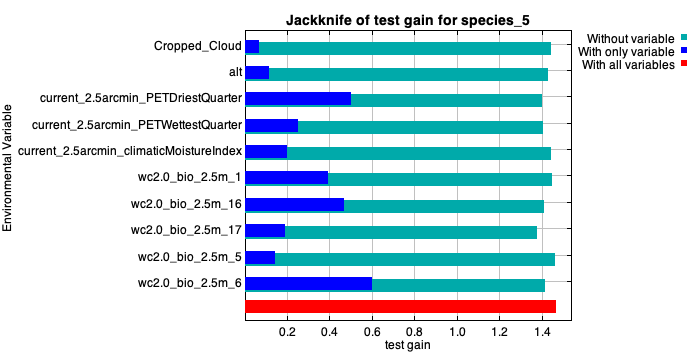 Jackknife of test gain for species_5
Without variable
With only variable
With all variables
Environmental Variable
Cropped_Cloud
alt
current_2.5arcmin_PETDriestQuarter
current_2.5arcmin_PETWettestQuarter
current_2.5arcmin_climaticMoistureIndex
wc2.0_bio_2.5m_1
wc2.0_bio_2.5m_16
wc2.0_bio_2.5m_17
wc2.0_bio_2.5m_5
wc2.0_bio_2.5m_6
0.2 0.4 0.6 0.8 1.0 1.2 1.4
test gain